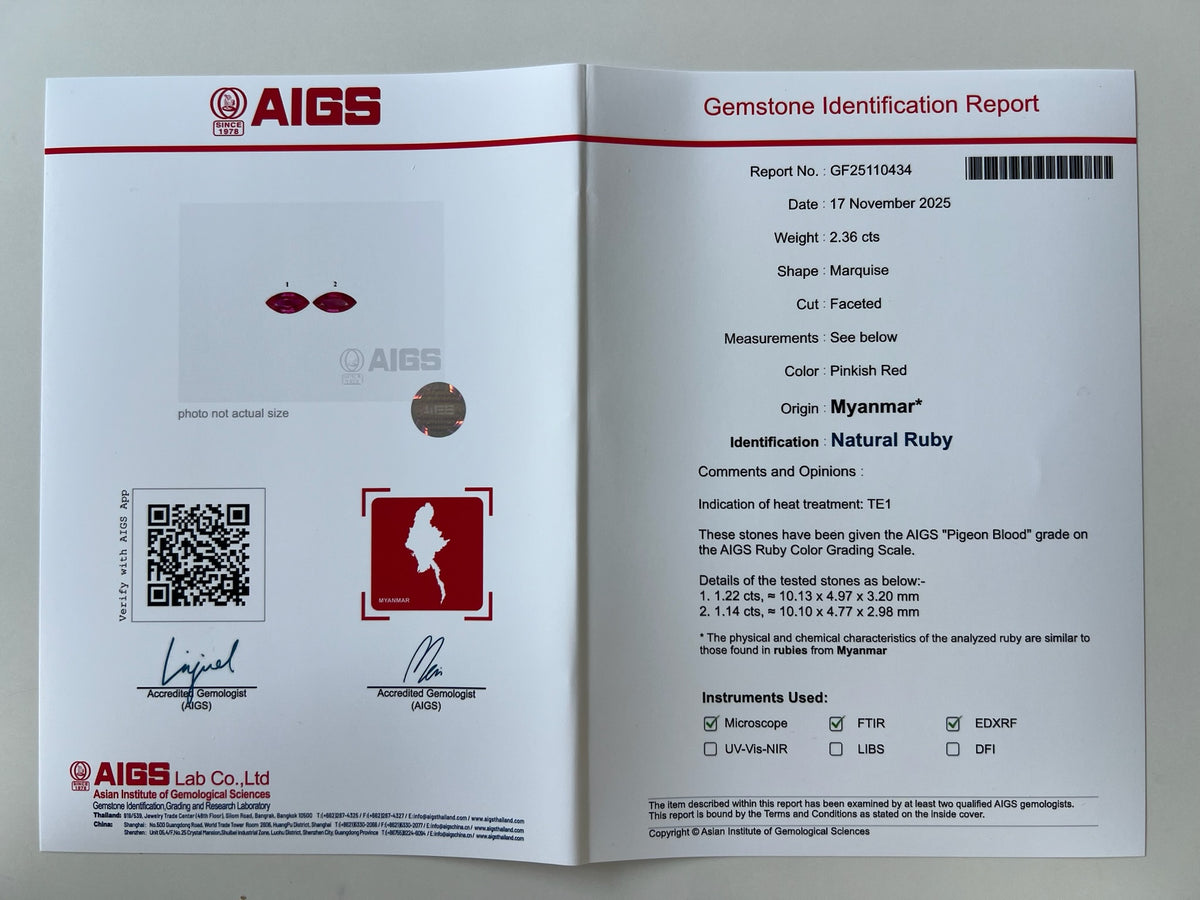 AIGS
SINCE
1978
1 2
AIGS
photo not actual size
Verify with AIGS App
MYANMAR
Accredited Gemologist
(AIGS)
Accredited Gemologist
(AIGS)
AIGS Lab Co.,Ltd
Asian Institute of Gemological Sciences
Gemstone Identification,Grading and Research Laboratory
Gemstone Identification Report
Report No. : GF25110434
Date : 17 November 2025
Weight : 2.36 cts
Shape : Marquise
Cut : Faceted
Measurements : See below
Color : Pinkish Red
Origin : Myanmar*
Identification : Natural Ruby
Comments and Opinions :
Indication of heat treatment: TE1
These stones have been given the AIGS "Pigeon Blood" grade on
the AIGS Ruby Color Grading Scale.
Details of the tested stones as below:-
1. 1.22 cts, ≈ 10.13 x 4.97 x 3.20 mm
2. 1.14 cts, ≈ 10.10 x 4.77 x 2.98 mm
* The physical and chemical characteristics of the analyzed ruby are similar to
those found in rubies from Myanmar
Instruments Used:
Microscope FTIR EDXRF
UV-Vis-NIR LIBS DFI
The item described within this report has been examined by at least two qualified AIGS gemologists.
This report is bound by the Terms and Conditions as stated on the inside cover.
Copyright © Asian Institute of Gemological Sciences